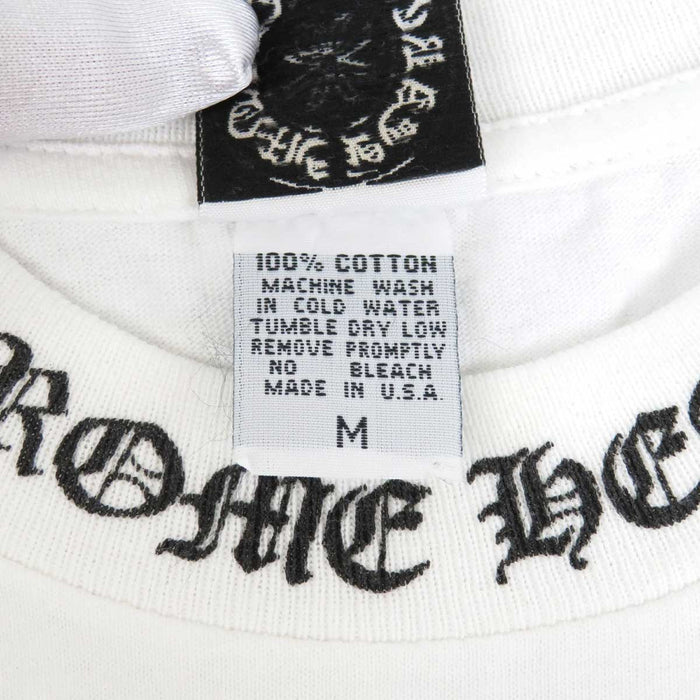 100% COTTON
MACHINE WASH
IN COLD WATER
TUMBLE DRY LOW
REMOVE PROMPTLY
NO BLEACH
MADE IN U.S.A.
M
ROME HE